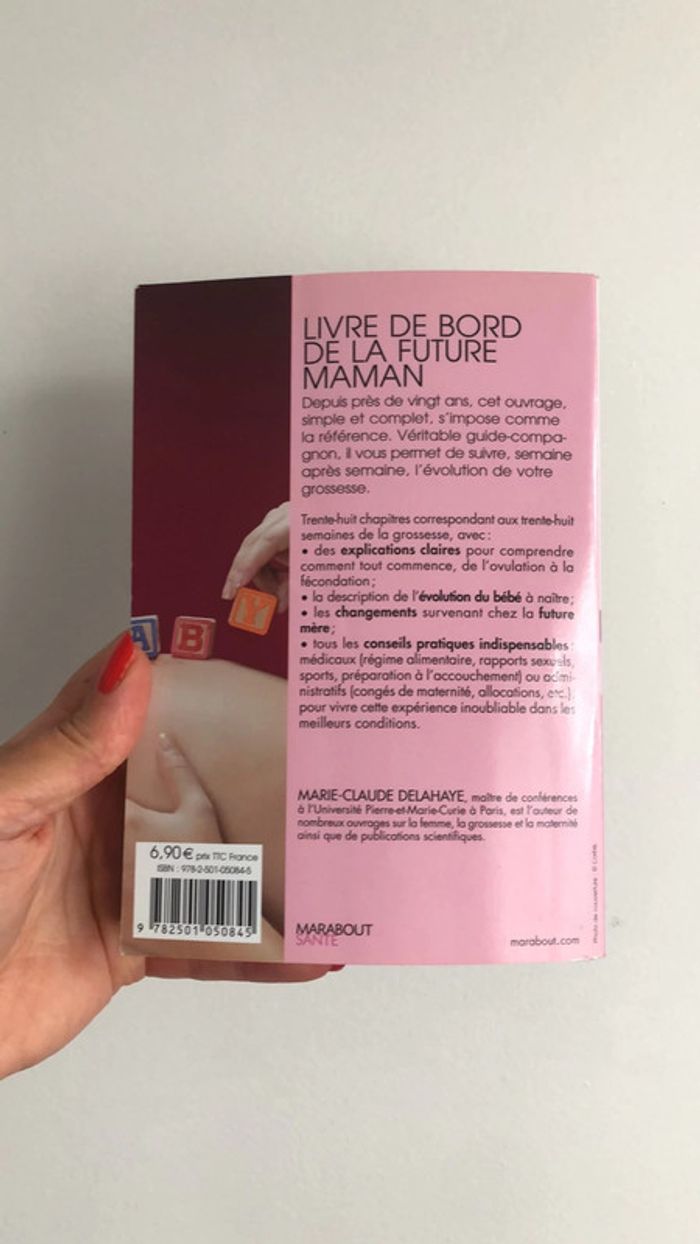 LIVRE DE BORD
DE LA FUTURE
MAMAN
Depuis près de vingt ans, cet ouvrage,
simple et complet, s'impose comme
la référence. Véritable guide-compa-
gnon, il vous permet de suivre, semaine
après semaine, l'évolution de votre
grossesse.
Trente-huit chapitres correspondant aux trente-huit
semaines de la grossesse, avec :
• des explications claires pour comprendre
comment tout commence, de l'ovulation à la
fécondation ;
• la description de l'évolution du bébé à naître ;
• les changements survenant chez la future
mère ;
• tous les conseils pratiques indispensables :
médicaux (régime alimentaire, rapports sexuels,
sports, préparation à l'accouchement) ou admi-
nistratifs (congés de maternité, allocations, etc.),
pour vivre cette expérience inoubliable dans les
meilleurs conditions.
MARIE-CLAUDE DELAHAYE, maître de conférences
à l'Université Pierre-et-Marie-Curie à Paris, est l'auteur de
nombreux ouvrages sur la femme, la grossesse et la maternité
ainsi que de publications scientifiques.
A B Y
6,90 € prix TTC France
ISBN : 978-2-501-05084-5
9 782501 050845
MARABOUT
SANTÉ
marabout.com
Photo de couverture : ©